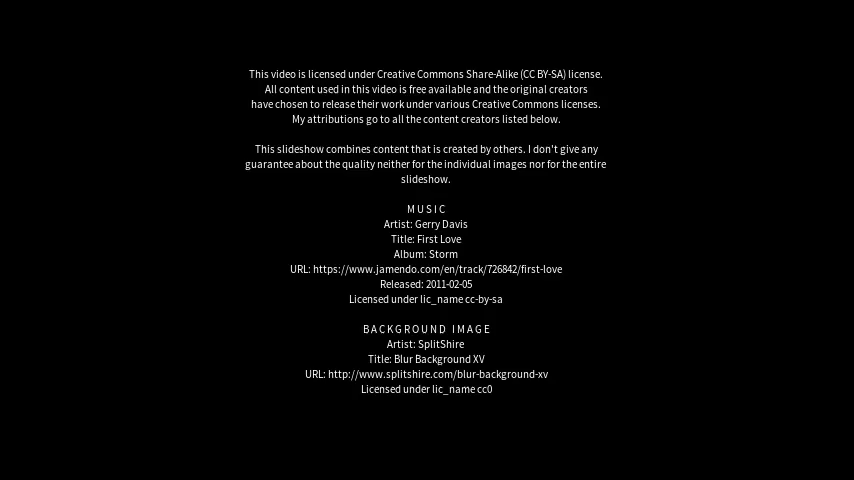 This video is licensed under Creative Commons Share-Alike (CC BY-SA) license.
All content used in this video is free available and the original creators
have chosen to release their work under various Creative Commons licenses.
My attributions go to all the content creators listed below.
This slideshow combines content that is created by others. I don't give any
guarantee about the quality neither for the individual images nor for the entire
slideshow.
MUSIC
Artist: Gerry Davis
Title: First Love
Album: Storm
URL: https://www.jamendo.com/en/track/726842/first-love
Released: 2011-02-05
Licensed under lic_name cc-by-sa
BACKGROUND IMAGE
Artist: SplitShire
Title: Blur Background XV
URL: http://www.splitshire.com/blur-background-xv
Licensed under lic_name cc0